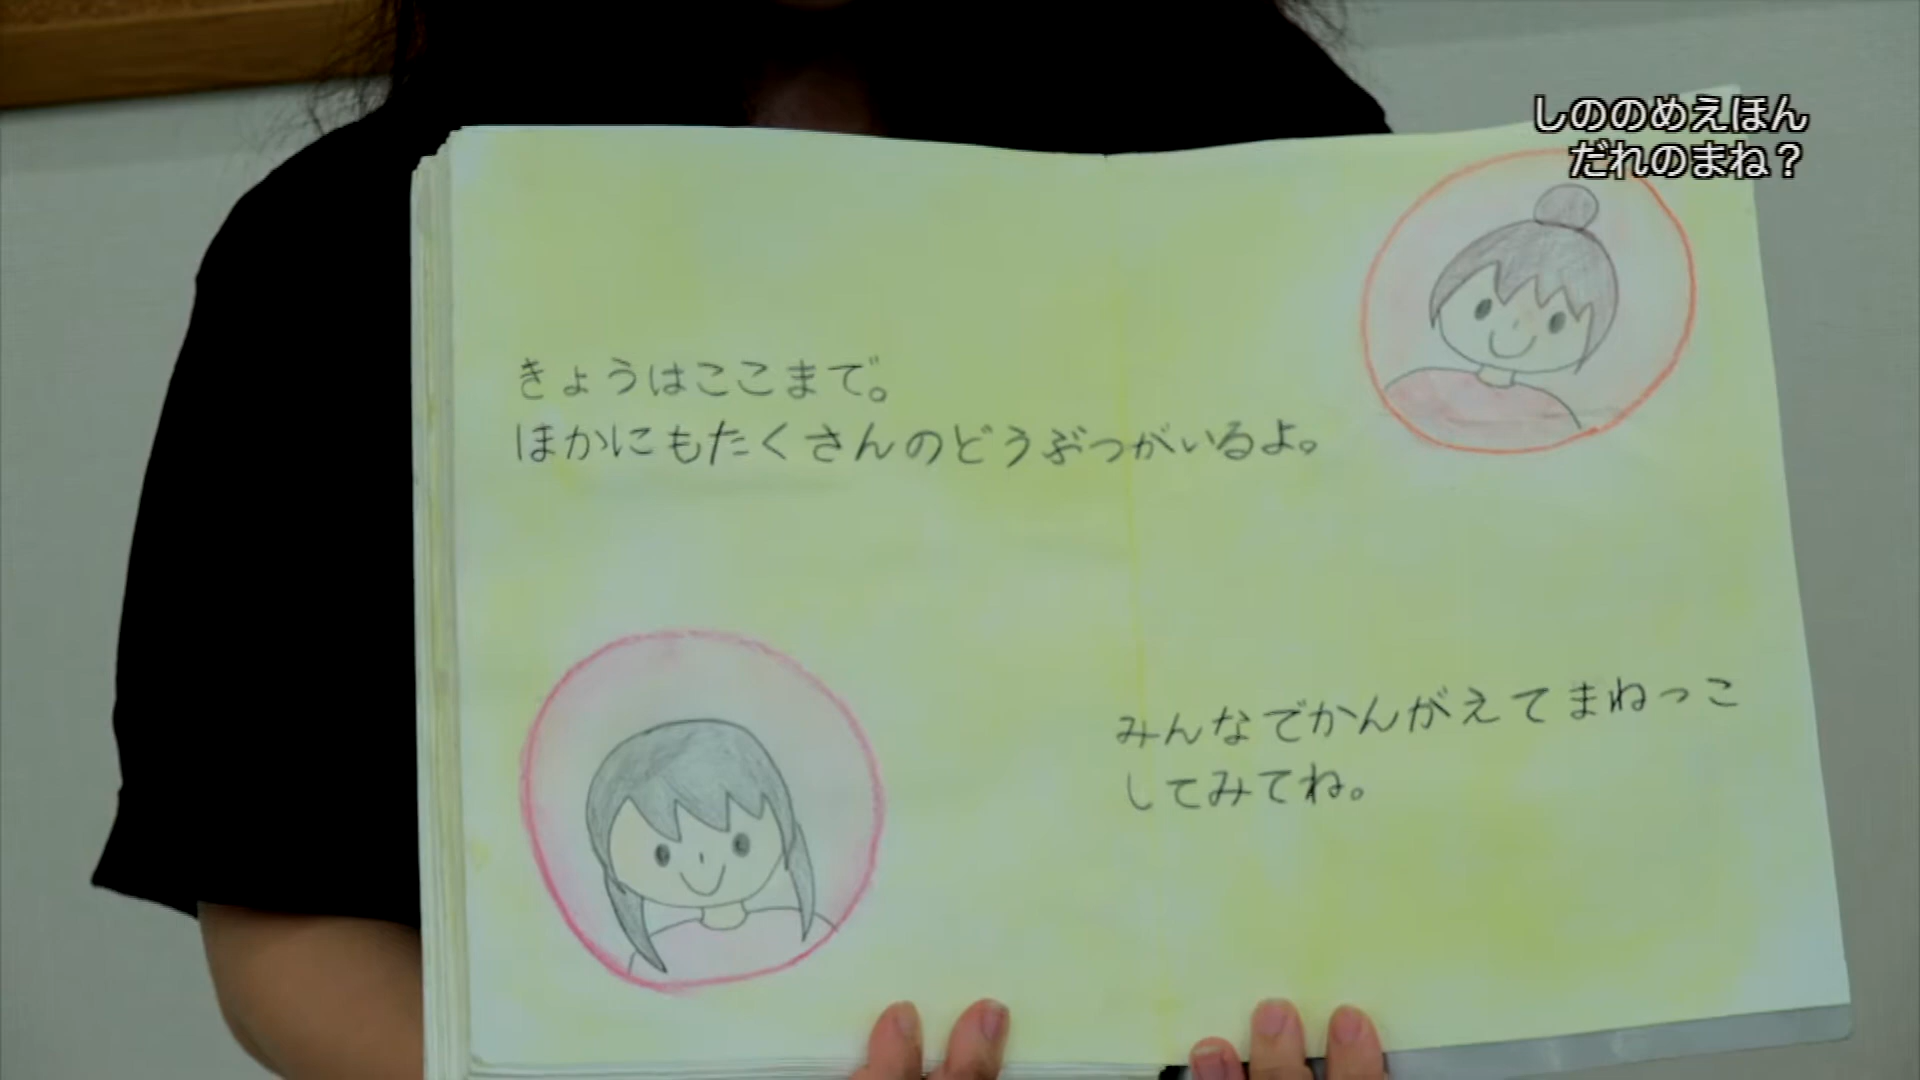 しののめえほん
だれのまね？
きょうはここまで。
ほかにもたくさんのどうぶつがいるよ。
みんなでかんがえてまねっこ
してみてね。